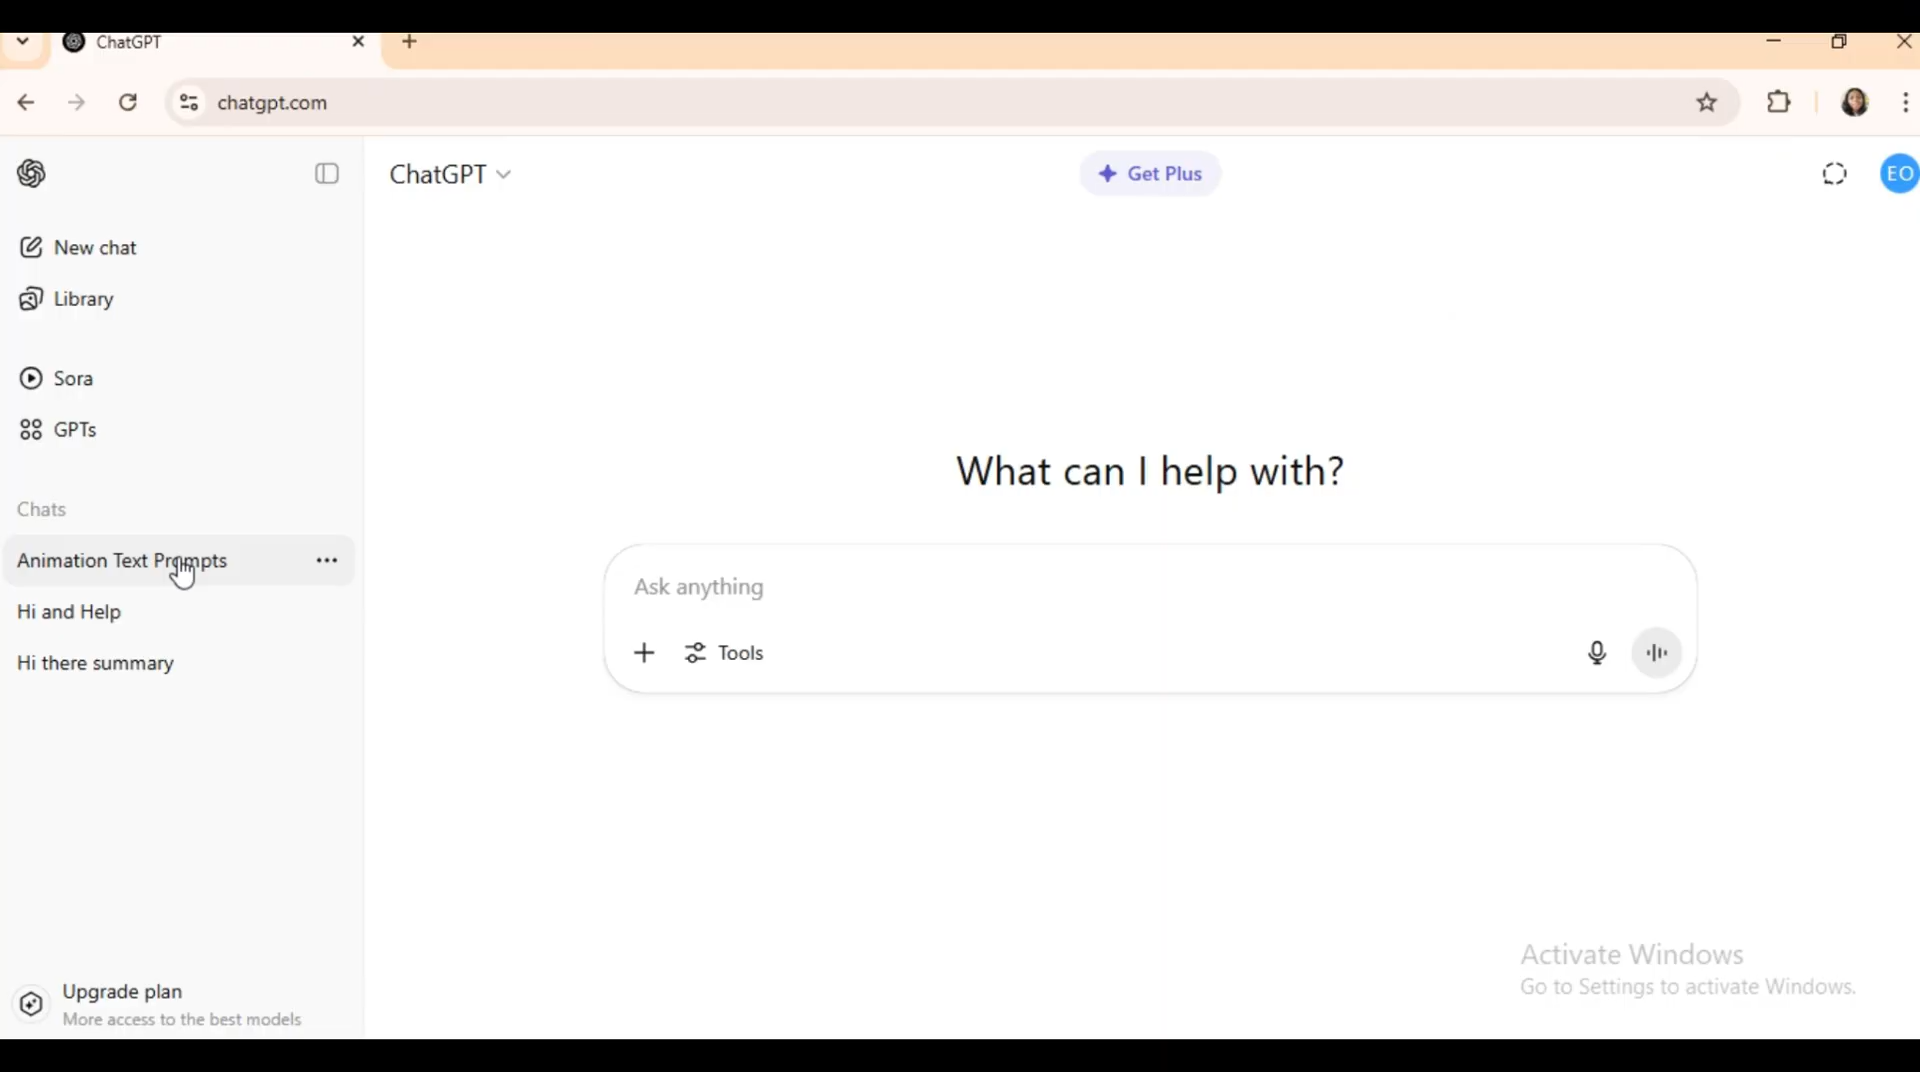 ChatGPT
chatgpt.com
ChatGPT
Get Plus
EO
New chat
Library
Sora
GPTs
Chats
Animation Text Prompts
Hi and Help
Hi there summary
What can I help with?
Ask anything
Tools
Activate Windows
Go to Settings to activate Windows.
Upgrade plan
More access to the best models